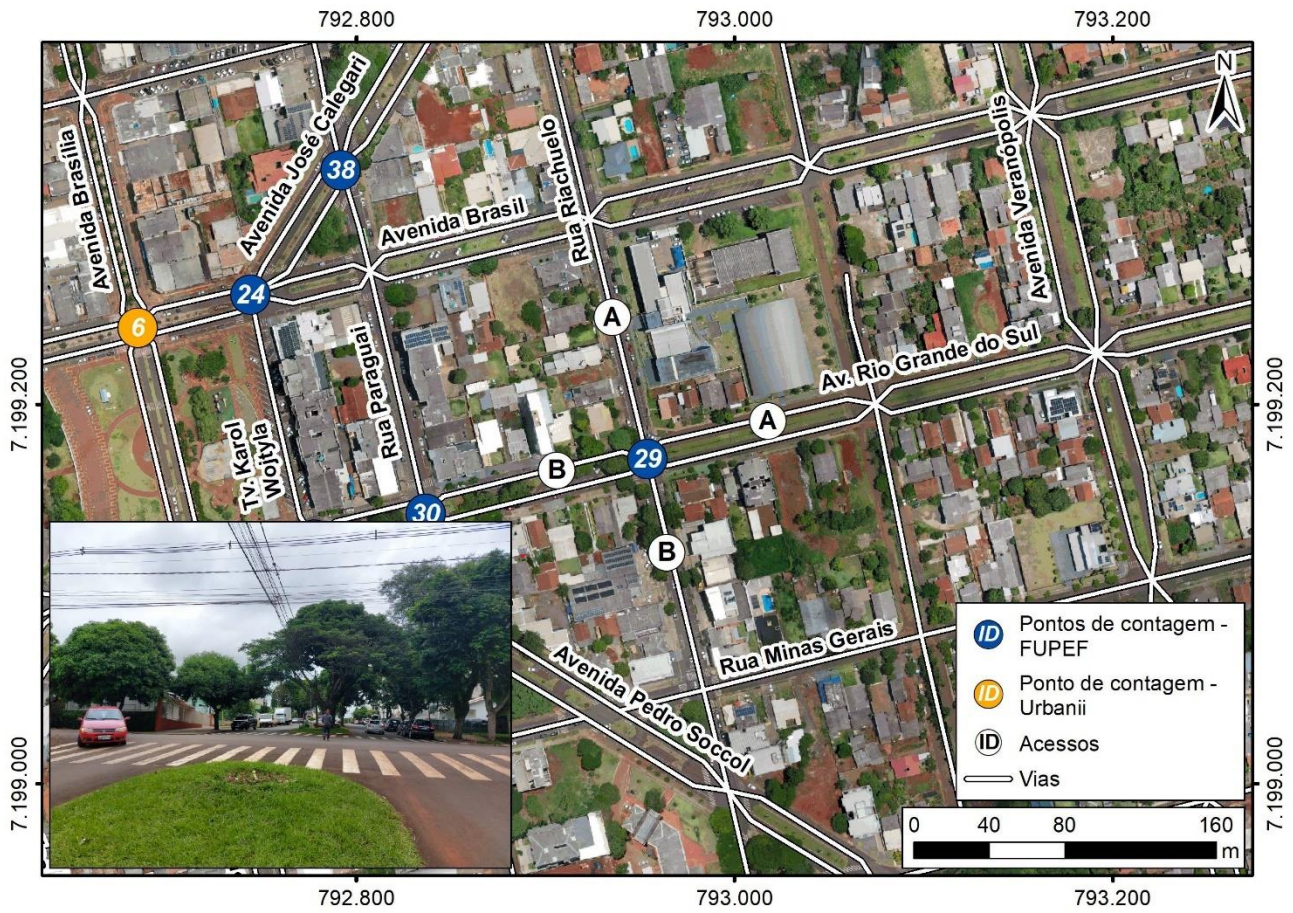 792.800
793.000
793.200
N
Avenida José Calegari
Avenida Brasília
38
Rua Riachuelo
Avenida Brasil
Avenida Veranópolis
24
6
A
Av. Rio Grande do Sul
7.199.200
7.199.200
Rua Paraguai
A
Tv. Karol
Wojtyla
29
B
30
B
Rua Minas Gerais
Avenida Pedro Soccol
ID
Pontos de contagem -
FUPEF
ID
Ponto de contagem -
Urbanii
ID
Acessos
Vias
7.199.000
7.199.000
0
40
80
160
m
792.800
793.000
793.200